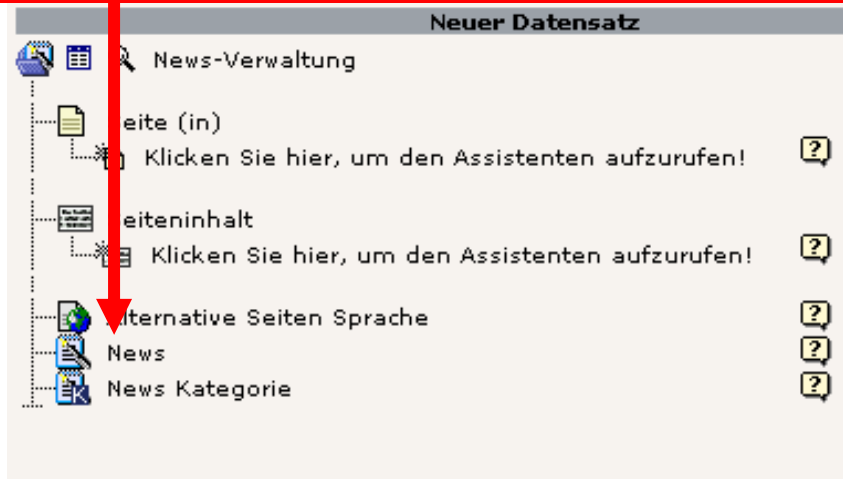 Neuer Datensatz
News-Verwaltung
eite (in)
Klicken Sie hier, um den Assistenten aufzurufen!
eiteninhalt
Klicken Sie hier, um den Assistenten aufzurufen!
Alternative Seiten Sprache
News
News Kategorie